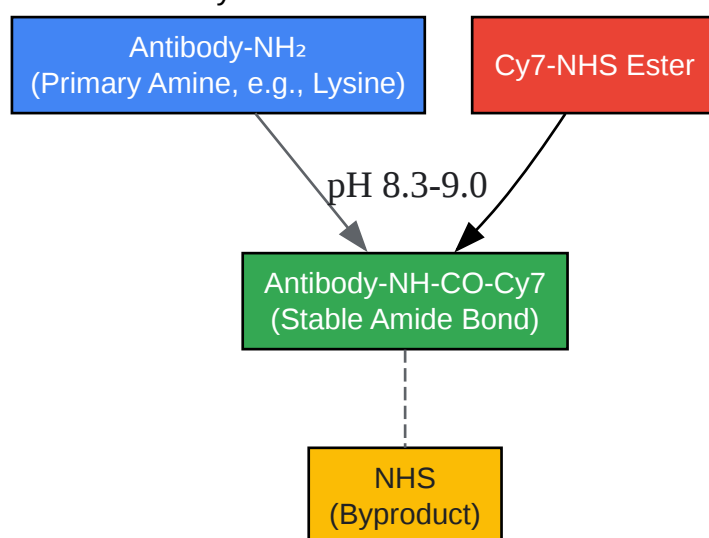 Antibody-NH₂
(Primary Amine, e.g., Lysine)
Cy7-NHS Ester
pH 8.3-9.0
Antibody-NH-CO-Cy7
(Stable Amide Bond)
NHS
(Byproduct)